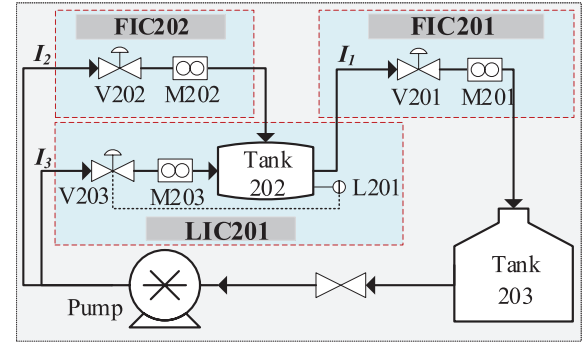 FIC202
FIC201
I2
V202
M202
I1
V201
M201
I3
V203
M203
Tank
202
L201
LIC201
Pump
Tank
203